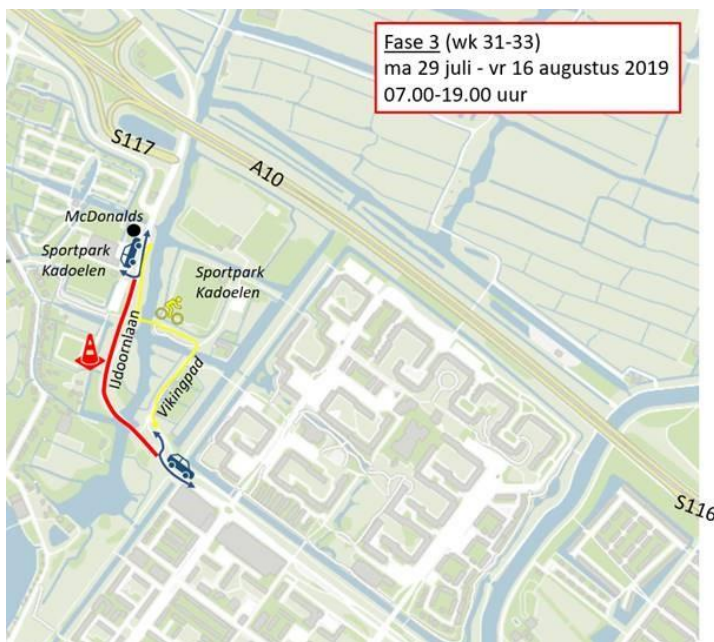 Fase 3 (wk 31-33)
ma 29 juli - vr 16 augustus 2019
07.00-19.00 uur
S117
A10
McDonalds
Sportpark
Kadoelen
Sportpark
Kadoelen
IJdoornlaan
Vikingpad
S116